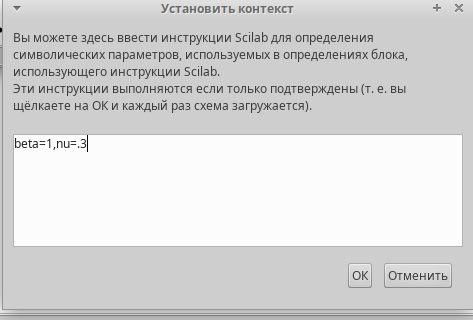 Установить контекст
Вы можете здесь ввести инструкции Scilab для определения
символических параметров, используемых в определениях блока,
использующего инструкции Scilab.
Эти инструкции выполняются если только подтверждены (т. е. вы
щёлкаете на ОК и каждый раз схема загружается).
beta=1,nu=.3
ОК
Отменить